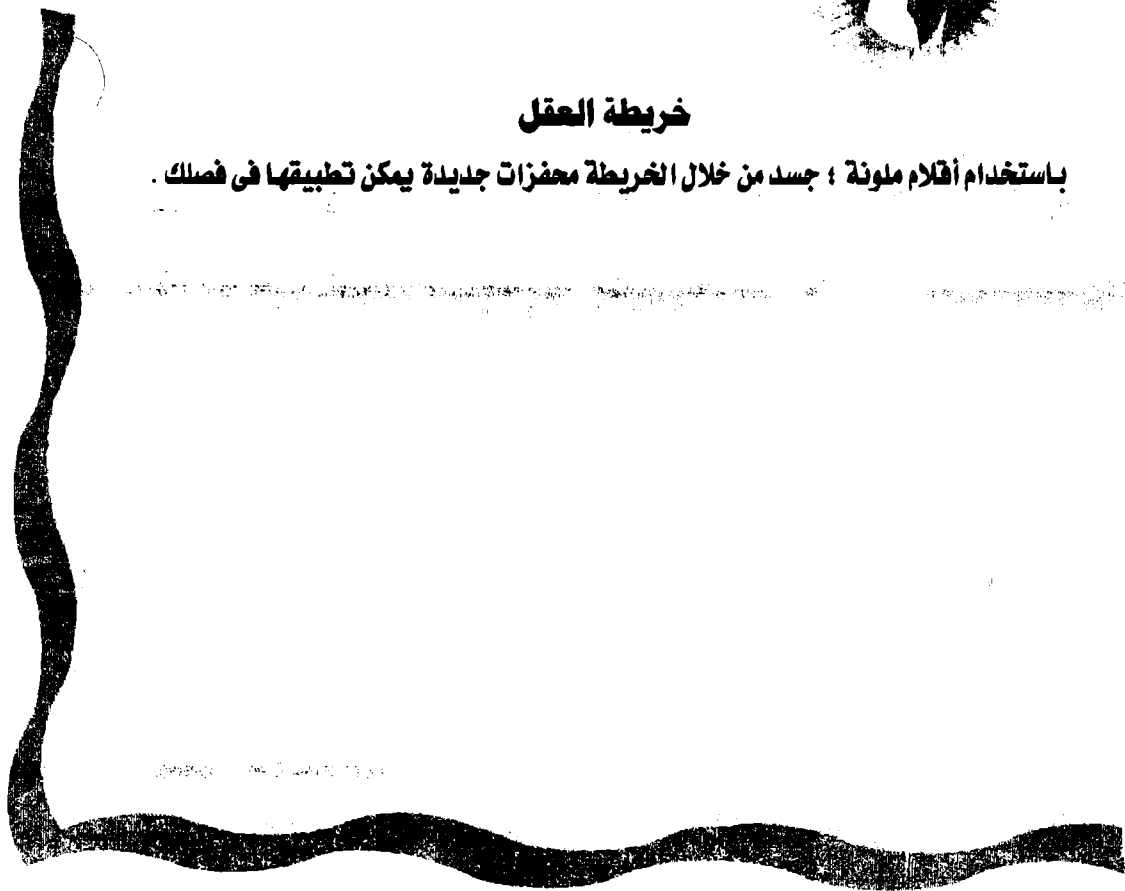 خريطة العقل
باستخدام أقلام ملونة ؛ جسد من خلال الخريطة محفزات جديدة يمكن تطبيقها فى فصلك .